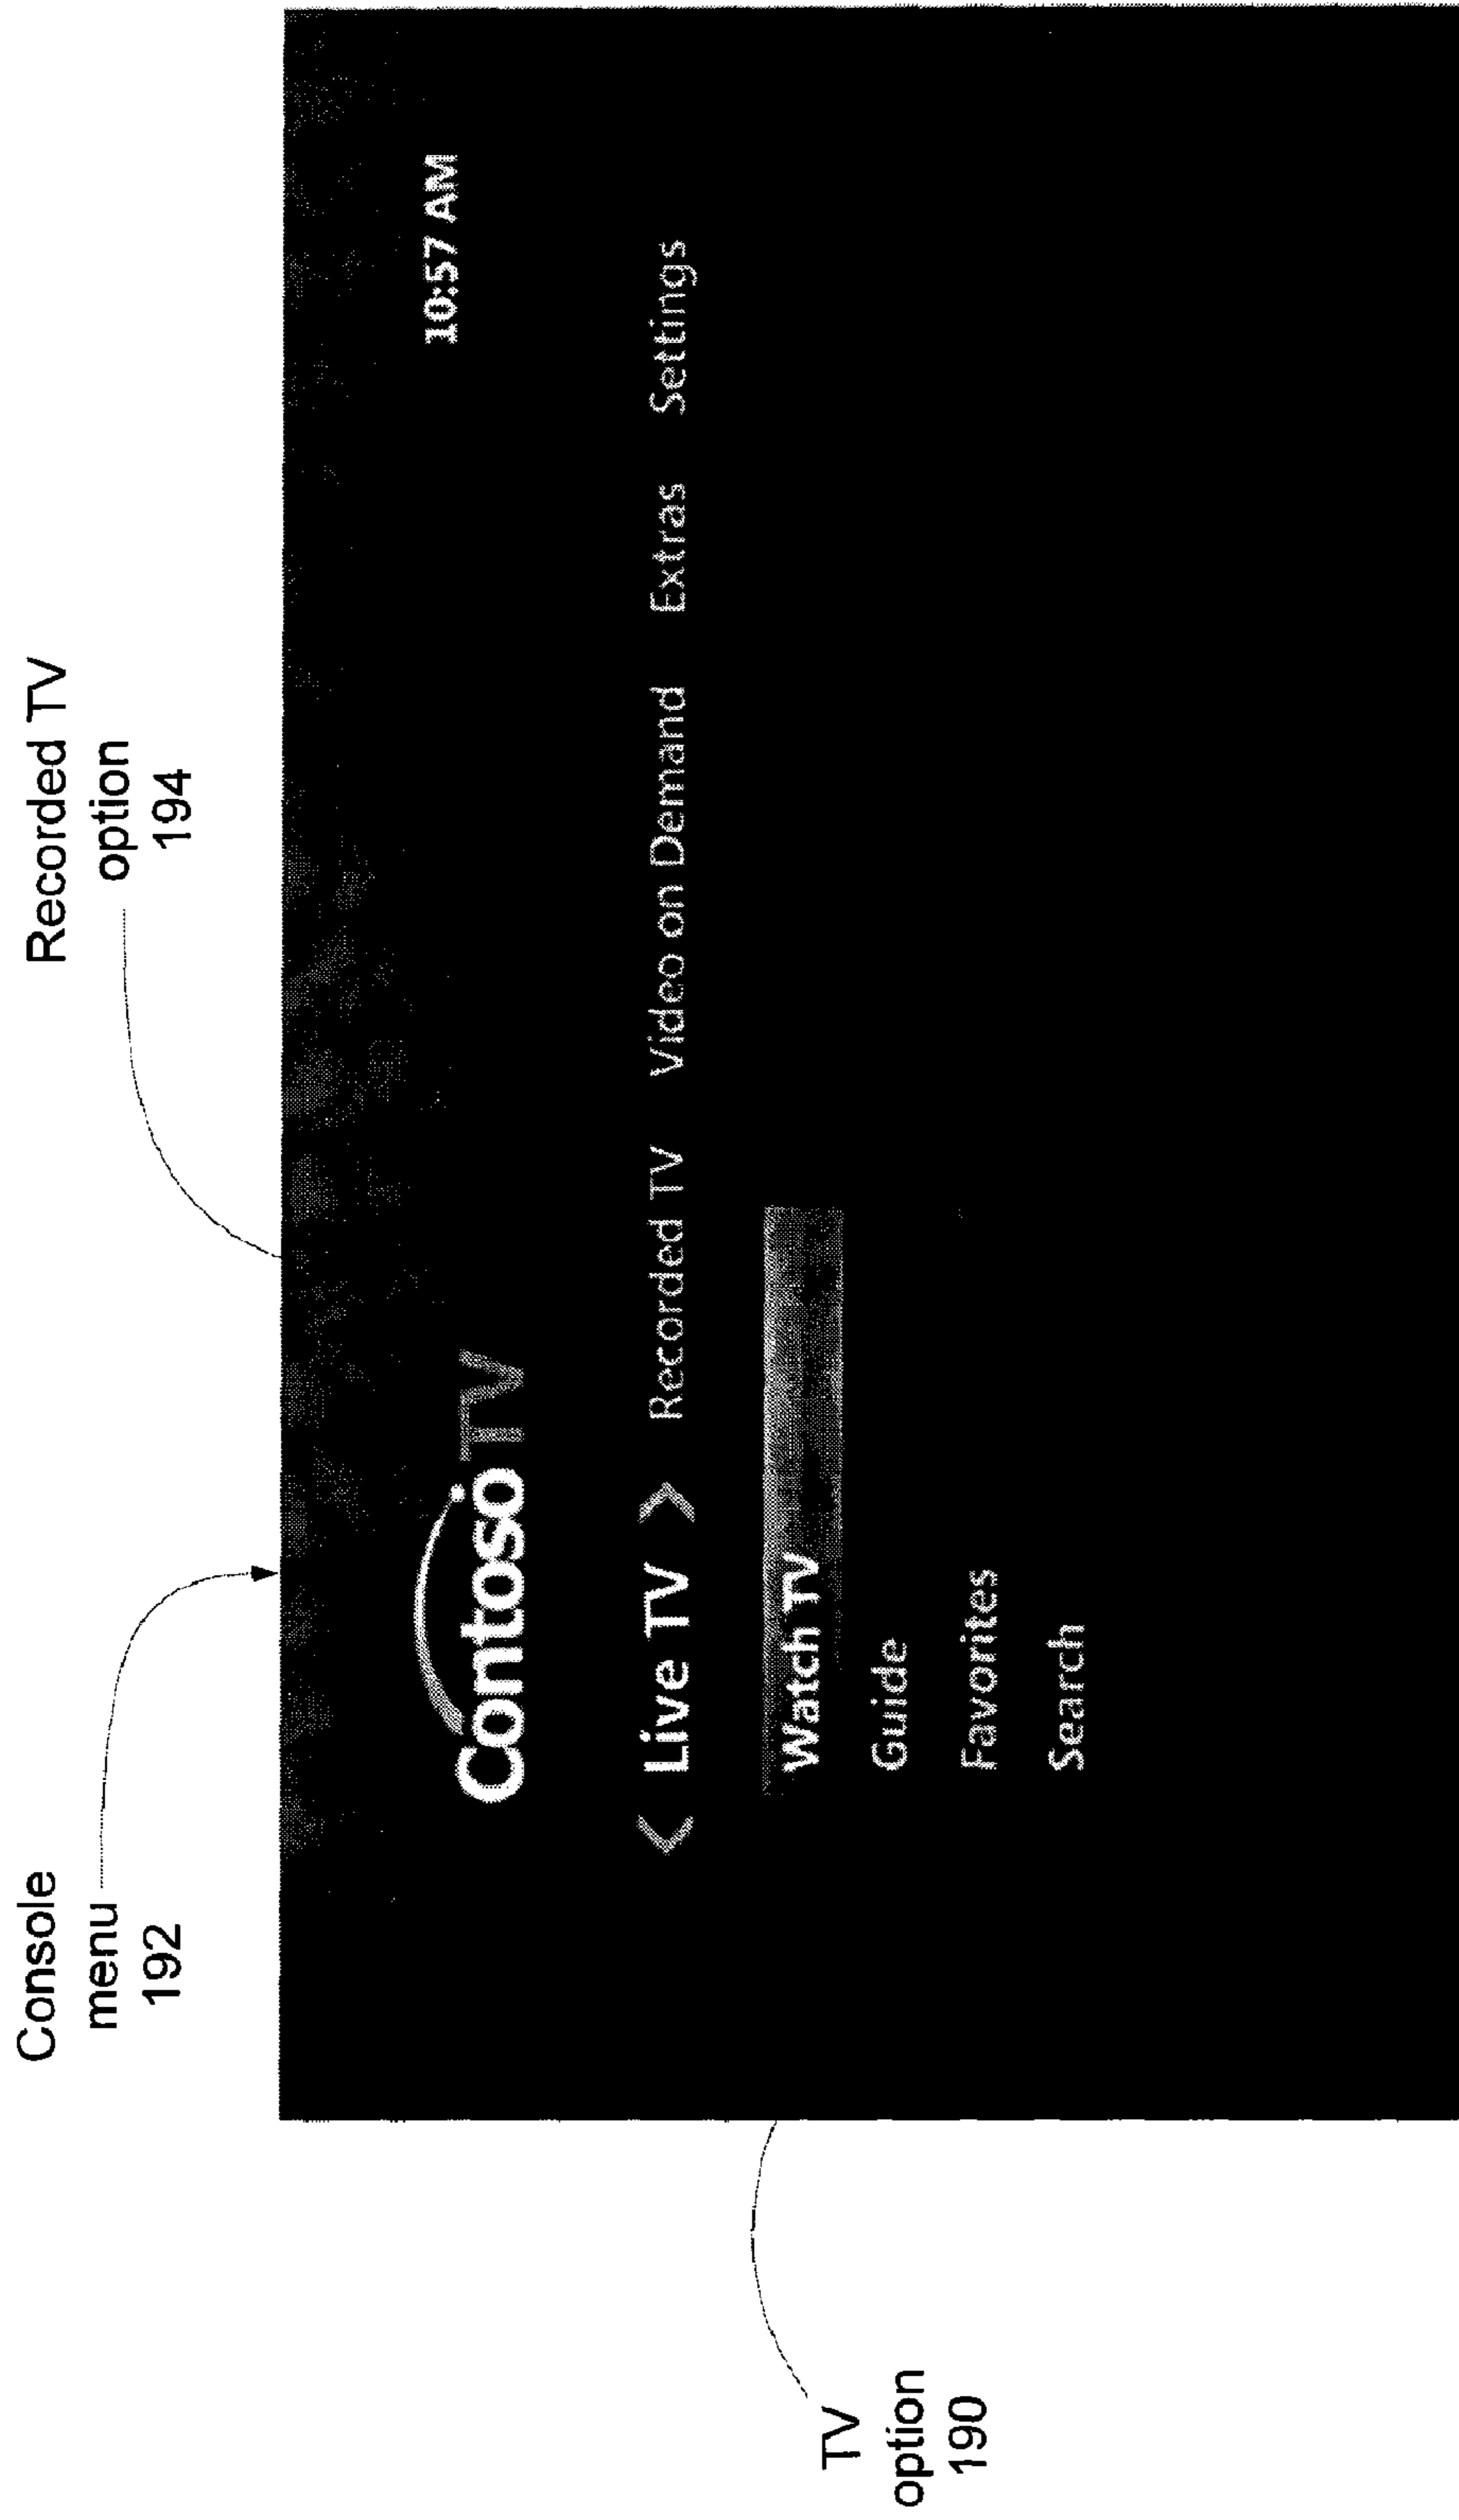 Console
menu
192
Recorded TV
option
194
TV
option
190
10:57 AM
Contoso TV
< Live TV > Recorded TV Video on Demand Extras Settings
Watch TV
Guide
Favorites
Search